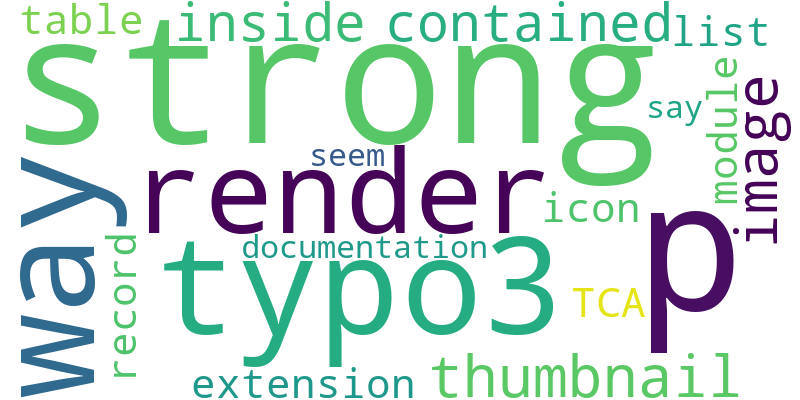 table
inside
contained
list
strong
say
module
image
way
render
seem
icon
p
record
documentation
typo3
TCA
extension
thumbnail